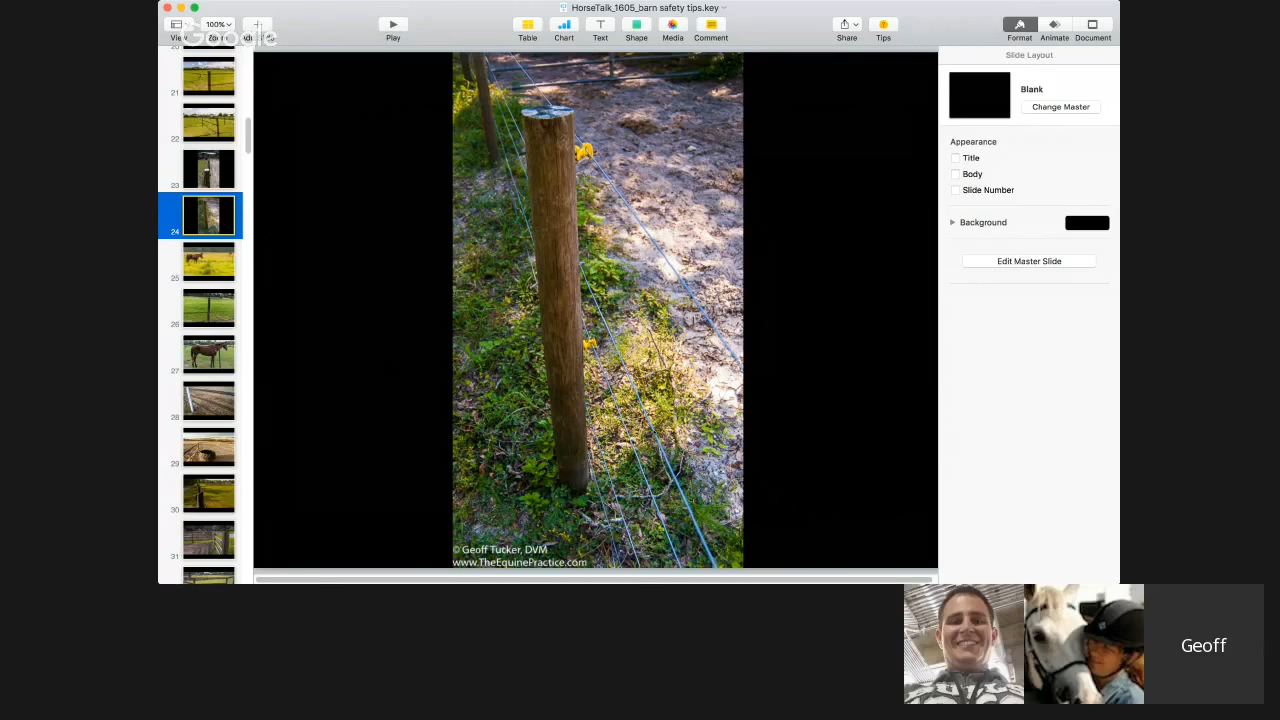 HorseTalk_1605_barn safety tips.key
View
100%
Zoom
Google
Play
Table
Chart
Text
Shape
Media
Comment
Share
Tips
Format
Animate
Document
Slide Layout
Blank
Change Master
Appearance
Title
Body
Slide Number
Background
Edit Master Slide
21
22
23
24
25
26
27
28
29
30
31
© Geoff Tucker, DVM
www.TheEquinePractice.com
Geoff